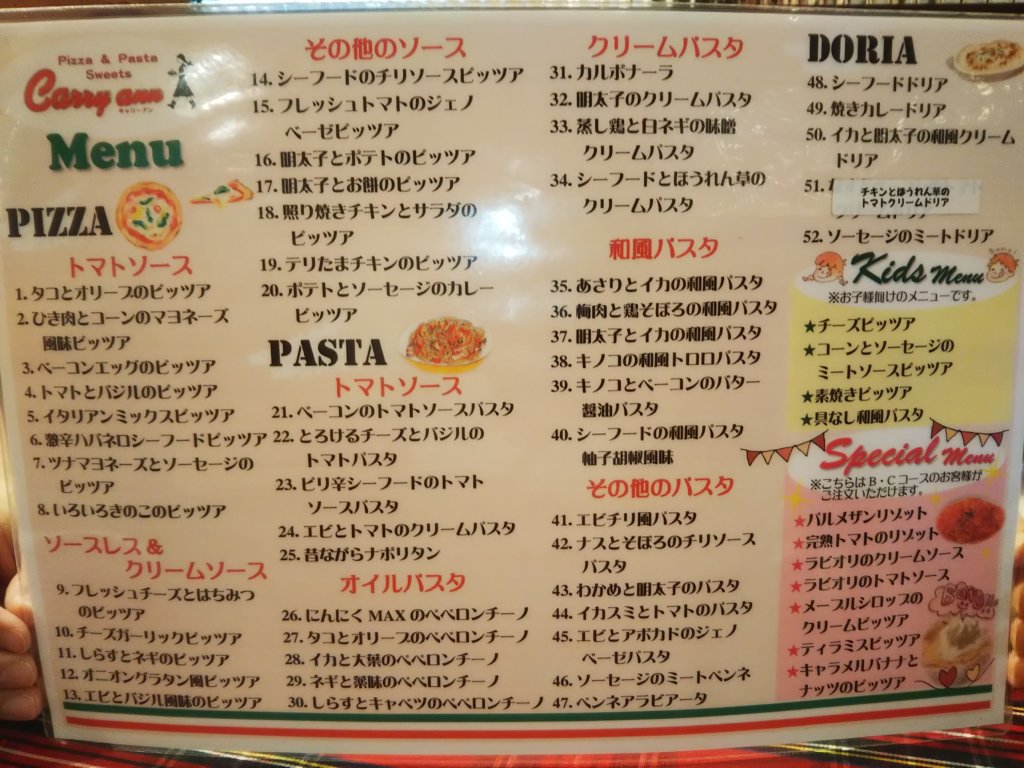 Pizza & Pasta
Sweets
Carry ann
キャリーアン
Menu
PIZZA
トマトソース
1. タコとオリーブのピッツア
2. ひき肉とコーンのマヨネーズ
風味ピッツア
3. ベーコンエッグのピッツア
4. トマトとバジルのピッツア
5. イタリアンミックスピッツア
6. 激辛ハバネロシーフードピッツア
7. ツナマヨネーズとソーセージの
ピッツア
8. いろいろきのこのピッツア
ソースレス &
クリームソース
9. フレッシュチーズとはちみつ
のピッツア
10. チーズガーリックピッツア
11. しらすとネギのピッツア
12. オニオングラタン風ピッツア
13. エビとバジル風味のピッツア
その他のソース
14. シーフードのチリソースピッツア
15. フレッシュトマトのジェノ
ベーゼピッツア
16. 明太子とポテトのピッツア
17. 明太子とお餅のピッツア
18. 照り焼きチキンとサラダの
ピッツア
19. テリたまチキンのピッツア
20. ポテトとソーセージのカレー
ピッツア
PASTA
トマトソース
21. ベーコンのトマトソースパスタ
22. とろけるチーズとバジルの
トマトパスタ
23. ピリ辛シーフードのトマト
ソースパスタ
24. エビとトマトのクリームパスタ
25. 昔ながらナポリタン
オイルパスタ
26. にんにく MAX のペペロンチーノ
27. タコとオリーブのペペロンチーノ
28. イカと大葉のペペロンチーノ
29. ネギと薬味のペペロンチーノ
30. しらすとキャベツのペペロンチーノ
クリームパスタ
31. カルボナーラ
32. 明太子のクリームパスタ
33. 蒸し鶏と白ネギの味噌
クリームパスタ
34. シーフードとほうれん草の
クリームパスタ
和風パスタ
35. あさりとイカの和風パスタ
36. 梅肉と鶏そぼろの和風パスタ
37. 明太子とイカの和風パスタ
38. キノコの和風トロロパスタ
39. キノコとベーコンのバター
醤油パスタ
40. シーフードの和風パスタ
柚子胡椒風味
その他のパスタ
41. エビチリ風パスタ
42. ナスとそぼろのチリソース
パスタ
43. わかめと明太子のパスタ
44. イカスミとトマトのパスタ
45. エビとアボカドのジェノ
ベーゼパスタ
46. ソーセージのミートペンネ
47. ペンネアラビアータ
DORIA
48. シーフードドリア
49. 焼きカレードリア
50. イカと明太子の和風クリーム
ドリア
51.
チキンとほうれん草の
トマトクリームドリア
52. ソーセージのミートドリア
Kids Menu
※お子様向けのメニューです。
★チーズピッツア
★コーンとソーセージの
ミートソースピッツア
★素焼きピッツア
★具なし和風パスタ
Special Menu
※こちらは B・C コースのお客様が
ご注文いただけます。
★パルメザンリゾット
★完熟トマトのリゾット
★ラビオリのクリームソース
★ラビオリのトマトソース
★メープルシロップの
クリームピッツア
★ティラミスピッツア
★キャラメルバナナと
ナッツのピッツア